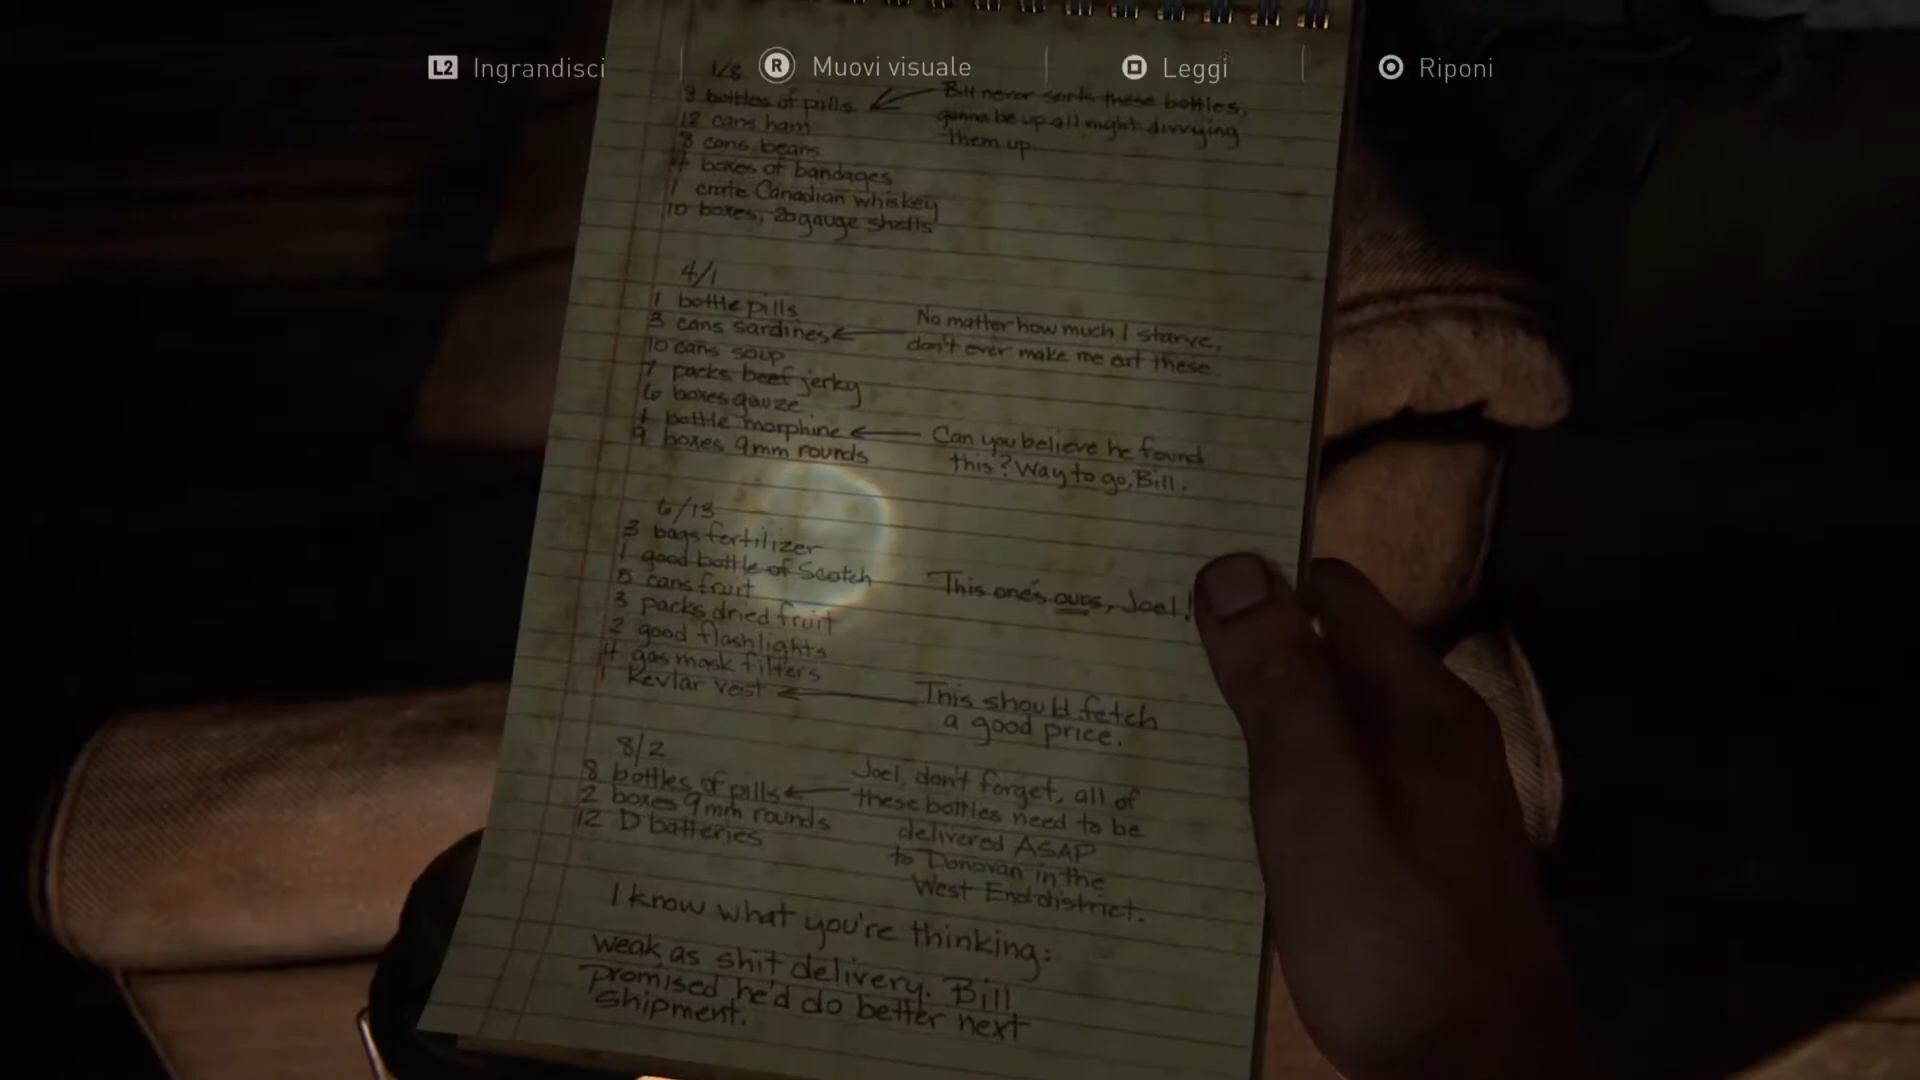 L2 Ingrandisci
R Muovi visuale
Leggi
Riponi
1/8
8 bottles of pills
12 cans ham
8 cans beans
4 boxes of bandages
1 crate Canadian whiskey
10 boxes, 20 gauge shells
Bill never sorts these bottles,
gonna be up all night divvying
them up
4/1
1 bottle pills
3 cans sardines
10 cans soup
7 packs beef jerky
6 boxes gauze
1 bottle morphine
9 boxes 9mm rounds
No matter how much I starve,
don't ever make me eat these
Can you believe he found
this? Way to go, Bill.
6/13
3 bags fertilizer
1 good bottle of Scotch
5 cans fruit
3 packs dried fruit
2 good flashlights
4 gas mask filters
1 Kevlar vest
This one's ours, Joel!
This should fetch
a good price.
8/2
8 bottles of pills
2 boxes 9mm rounds
12 D batteries
Joel, don't forget, all of
these bottles need to be
delivered ASAP
to Donovan in the
West End district.
I know what you're thinking:
weak as shit delivery. Bill
promised he'd do better next
shipment.